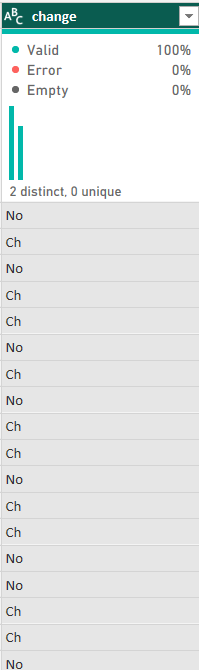 ABC change
Valid 100%
Error 0%
Empty 0%
2 distinct, 0 unique
No
Ch
No
Ch
Ch
No
Ch
No
Ch
Ch
No
Ch
Ch
No
No
Ch
Ch
No